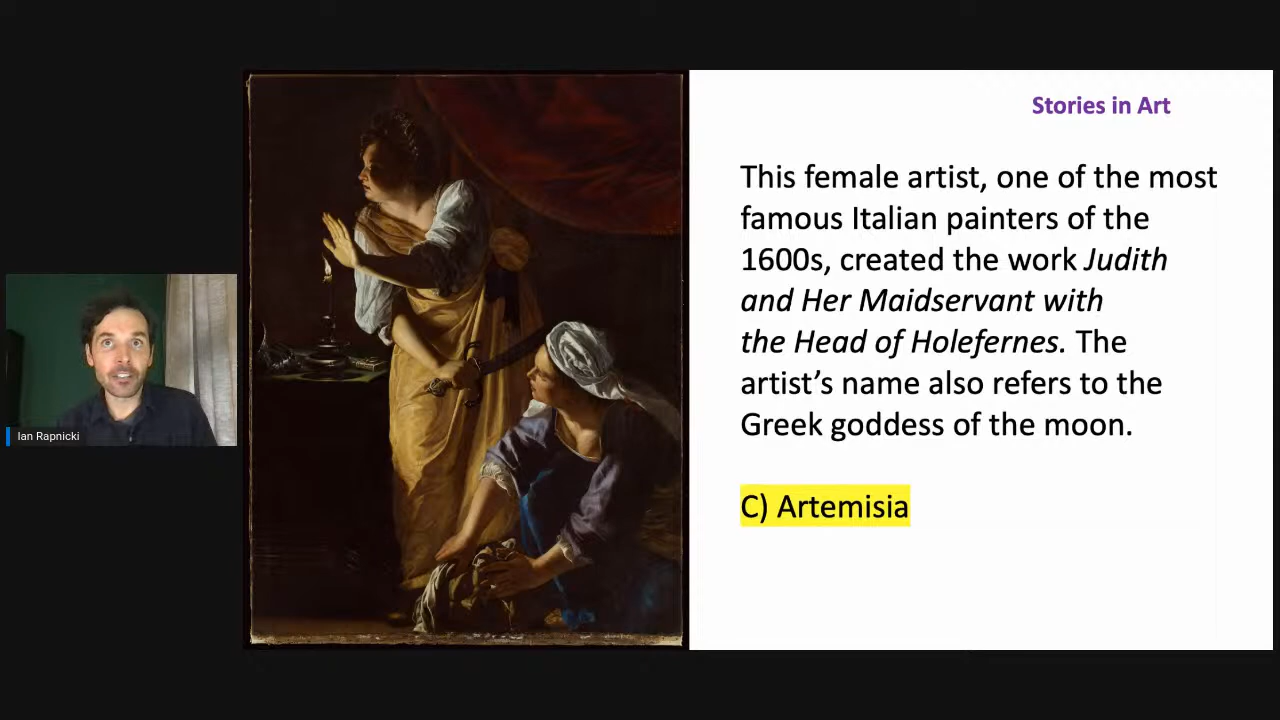 Stories in Art
This female artist, one of the most
famous Italian painters of the
1600s, created the work Judith
and Her Maidservant with
the Head of Holefernes. The
artist’s name also refers to the
Greek goddess of the moon.
C) Artemisia
Ian Rapnicki